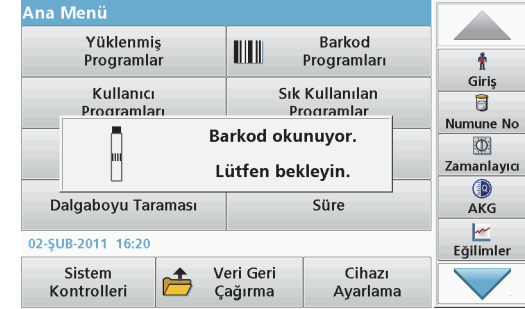 Ana Menü
Yüklenmiş
Programlar
Barkod
Programları
Kullanıcı
Programları
Sık Kullanılan
Programlar
Barkod okunuyor.
Lütfen bekleyin.
Dalgaboyu Taraması
Süre
02-ŞUB-2011 16:20
Sistem
Kontrolleri
Veri Geri
Çağırma
Cihazı
Ayarlama
Giriş
Numune No
Zamanlayıcı
AKG
Eğilimler